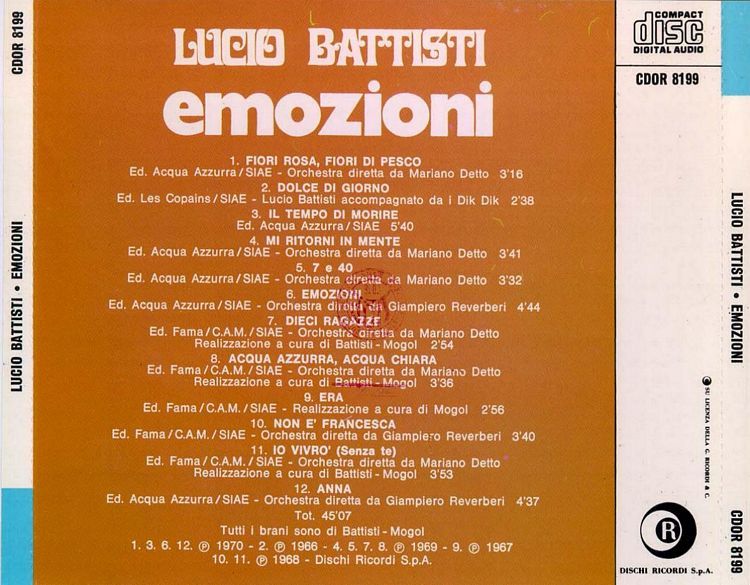 LUCIO BATTISTI
emozioni
1. FIORI ROSA, FIORI DI PESCO
Ed. Acqua Azzurra/SIAE - Orchestra diretta da Mariano Detto 3'16
2. DOLCE DI GIORNO
Ed. Les Copains/SIAE - Lucio Battisti accompagnato da i Dik Dik 2'38
3. IL TEMPO DI MORIRE
Ed. Acqua Azzurra/SIAE 5'40
4. MI RITORNI IN MENTE
Ed. Acqua Azzurra/SIAE - Orchestra diretta da Mariano Detto 3'41
5. 7 e 40
Ed. Acqua Azzurra/SIAE - Orchestra diretta da Mariano Detto 3'32
6. EMOZIONI
Ed. Acqua Azzurra/SIAE - Orchestra diretta da Giampiero Reverberi 4'44
7. DIECI RAGAZZE
Ed. Fama/C.A.M./SIAE - Orchestra diretta da Mariano Detto
Realizzazione a cura di Battisti-Mogol 2'54
8. ACQUA AZZURRA, ACQUA CHIARA
Ed. Fama/C.A.M./SIAE - Orchestra diretta da Mariano Detto
Realizzazione a cura di Battisti-Mogol 3'36
9. ERA
Ed. Fama/C.A.M./SIAE - Realizzazione a cura di Mogol 2'56
10. NON E' FRANCESCA
Ed. Fama/C.A.M./SIAE - Orchestra diretta da Giampiero Reverberi 3'40
11. IO VIVRO' (Senza te)
Ed. Fama/C.A.M./SIAE - Orchestra diretta da Mariano Detto
Realizzazione a cura di Battisti-Mogol 3'53
12. ANNA
Ed. Acqua Azzurra/SIAE - Orchestra diretta da Giampiero Reverberi 4'37
Tot. 45'07
Tutti i brani sono di Battisti-Mogol
1. 3. 6. 12. ℗ 1970 - 2. ℗ 1966 - 4. 5. 7. 8. ℗ 1969 - 9. ℗ 1967
10. 11. ℗ 1968 - Dischi Ricordi S.p.A.
CDOR 8199
LUCIO BATTISTI • EMOZIONI
COMPACT
disc
DIGITAL AUDIO
CDOR 8199
SU LICENZA DELLA G. RICORDI & C.
R
DISCHI RICORDI S.p.A.
LUCIO BATTISTI • EMOZIONI
CDOR 8199